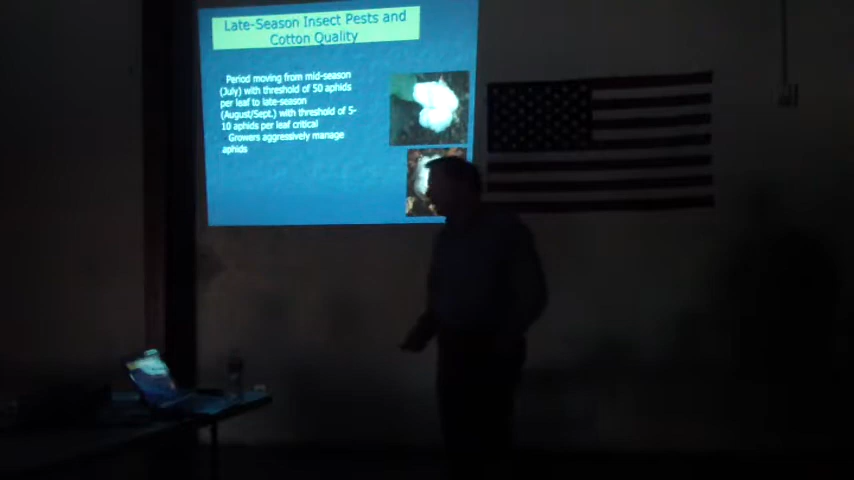 Late-Season Insect Pests and
Cotton Quality
Period moving from mid-season
(July) with threshold of 50 aphids
per leaf to late-season
(August/Sept.) with threshold of 5-
10 aphids per leaf critical
Growers aggressively manage
aphids